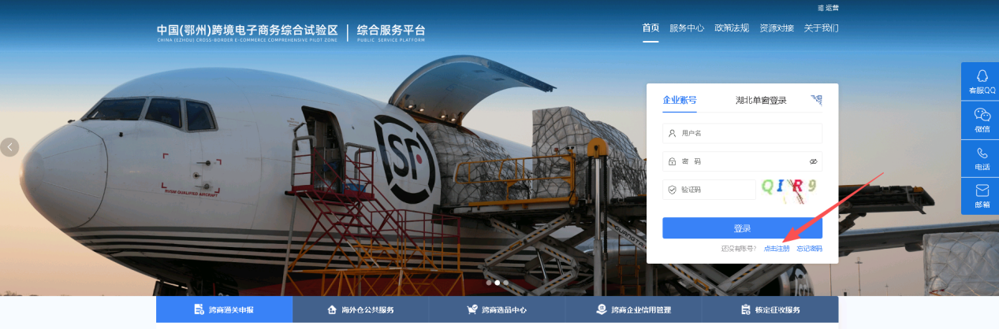 运营
中国(鄂州)跨境电子商务综合试验区 | 综合服务平台
CHINA (EZHOU) CROSS-BORDER E-COMMERCE COMPREHENSIVE PILOT ZONE PUBLIC SERVICE PLATFORM
首页 服务中心 政策法规 资源对接 关于我们
客服QQ
微信
电话
邮箱
企业账号 湖北单窗登录
用户名
密 码
验证码 QIR9
登录
还没有账号? 点击注册 忘记密码
SF
跨商通关申报 海外仓公共服务 跨商选品中心 跨商企业信用管理 核定征收服务